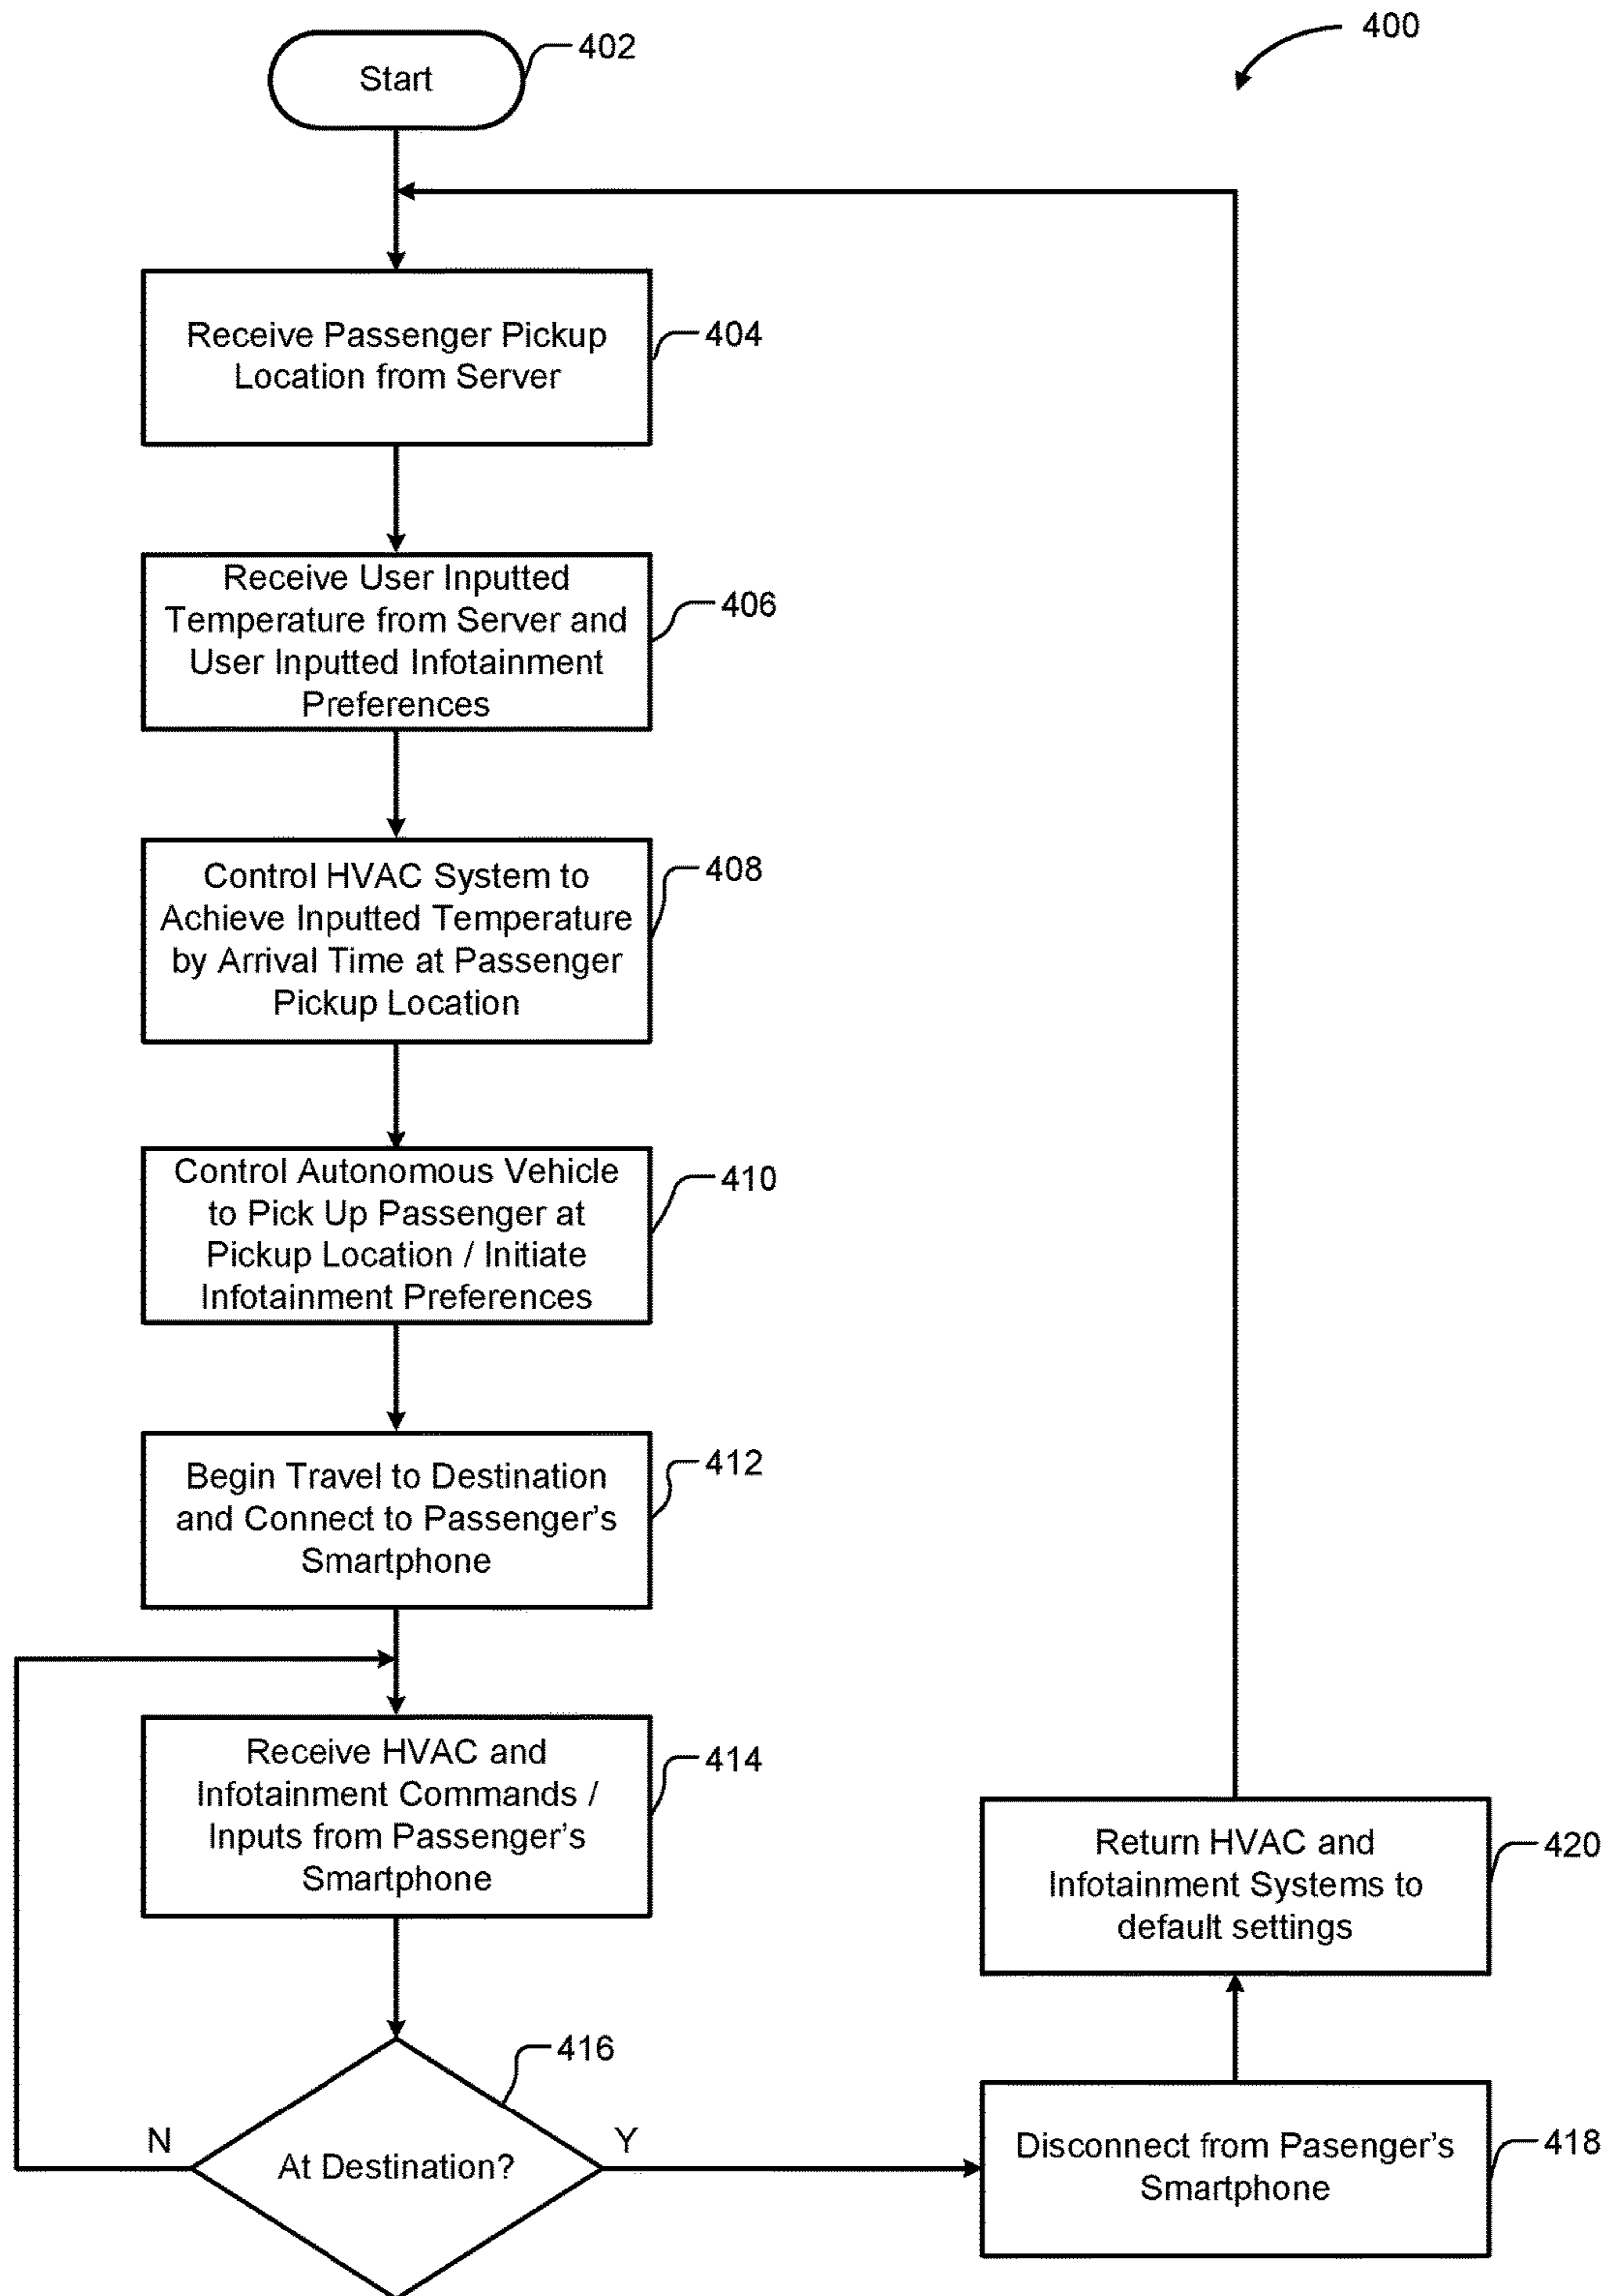 400
Start
402
Receive Passenger Pickup
Location from Server
404
Receive User Inputted
Temperature from Server and
User Inputted Infotainment
Preferences
406
Control HVAC System to
Achieve Inputted Temperature
by Arrival Time at Passenger
Pickup Location
408
Control Autonomous Vehicle
to Pick Up Passenger at
Pickup Location / Initiate
Infotainment Preferences
410
Begin Travel to Destination
and Connect to Passenger's
Smartphone
412
Receive HVAC and
Infotainment Commands /
Inputs from Passenger's
Smartphone
414
At Destination?
416
N
Y
Disconnect from Pasenger's
Smartphone
418
Return HVAC and
Infotainment Systems to
default settings
420